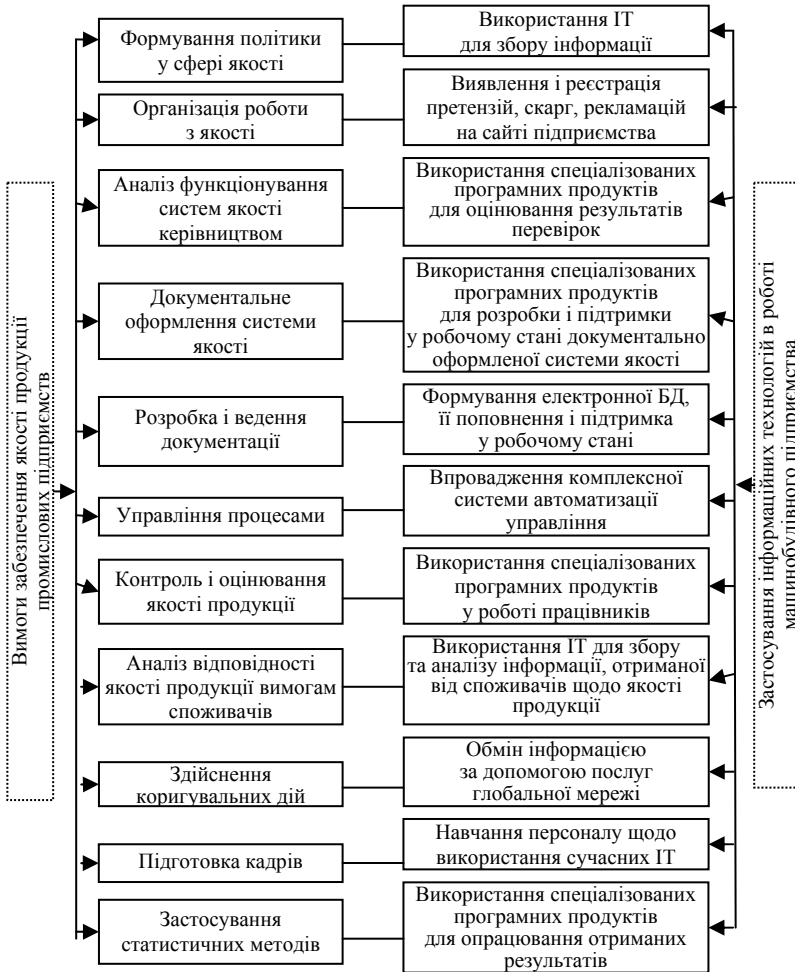 Формування політики
у сфері якості
Використання ІТ
для збору інформації
Організація роботи
з якості
Виявлення і реєстрація
претензій, скарг, рекламацій
на сайті підприємства
Аналіз функціонування
систем якості
керівництвом
Використання спеціалізованих
програмних продуктів
для оцінювання результатів
перевірок
Документальне
оформлення системи
якості
Використання спеціалізованих
програмних продуктів
для розробки і підтримки
у робочому стані документально
оформленої системи якості
Розробка і ведення
документації
Формування електронної БД,
її поповнення і підтримка
у робочому стані
Управління процесами
Впровадження комплексної
системи автоматизації
управління
Контроль і оцінювання
якості продукції
Використання спеціалізованих
програмних продуктів
у роботі працівників
Аналіз відповідності
якості продукції вимогам
споживачів
Використання ІТ для збору
та аналізу інформації, отриманої
від споживачів щодо якості
продукції
Здійснення
коригувальних дій
Обмін інформацією
за допомогою послуг
глобальної мережі
Підготовка кадрів
Навчання персоналу щодо
використання сучасних ІТ
Застосування
статистичних методів
Використання спеціалізованих
програмних продуктів
для опрацювання отриманих
результатів
Вимоги забезпечення якості продукції
промислових підприємств
Застосування інформаційних технологій в роботі
машинобудівного підприємства